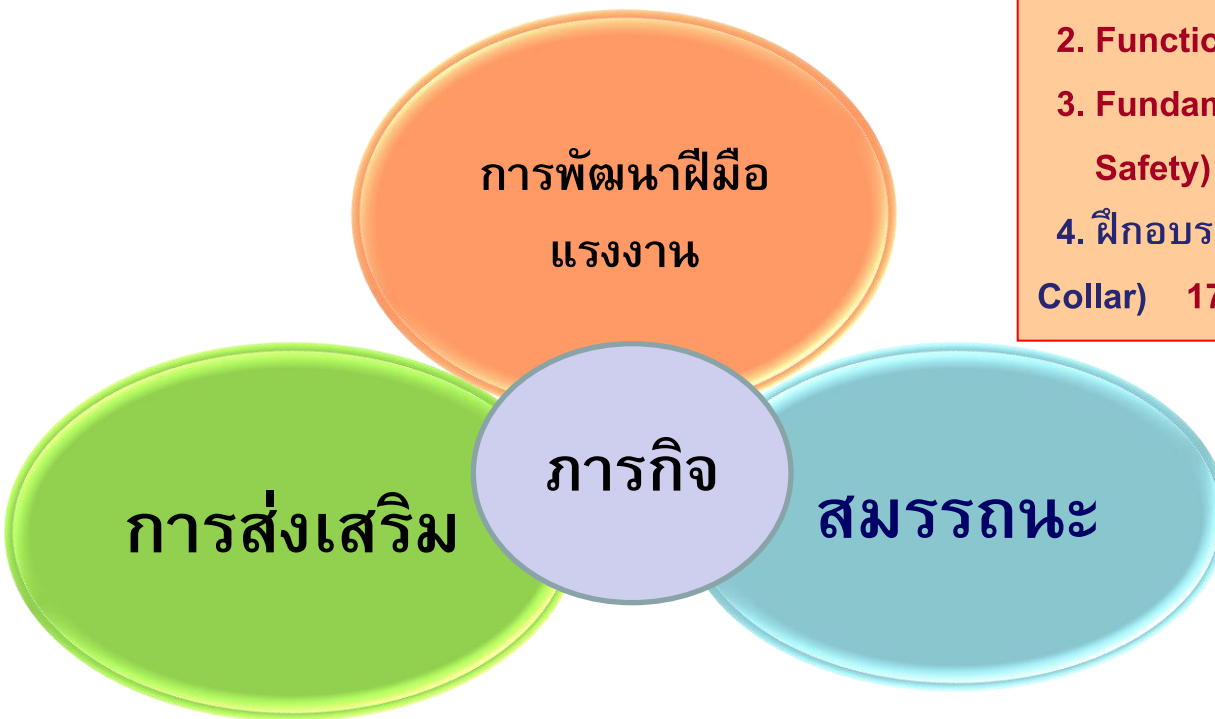 2. Functio
3. Fundan
Safety)
4. ฝึกอบร
Collar) 17
การพัฒนาฝีมือ
แรงงาน
ภารกิจ
การส่งเสริม
สมรรถนะ